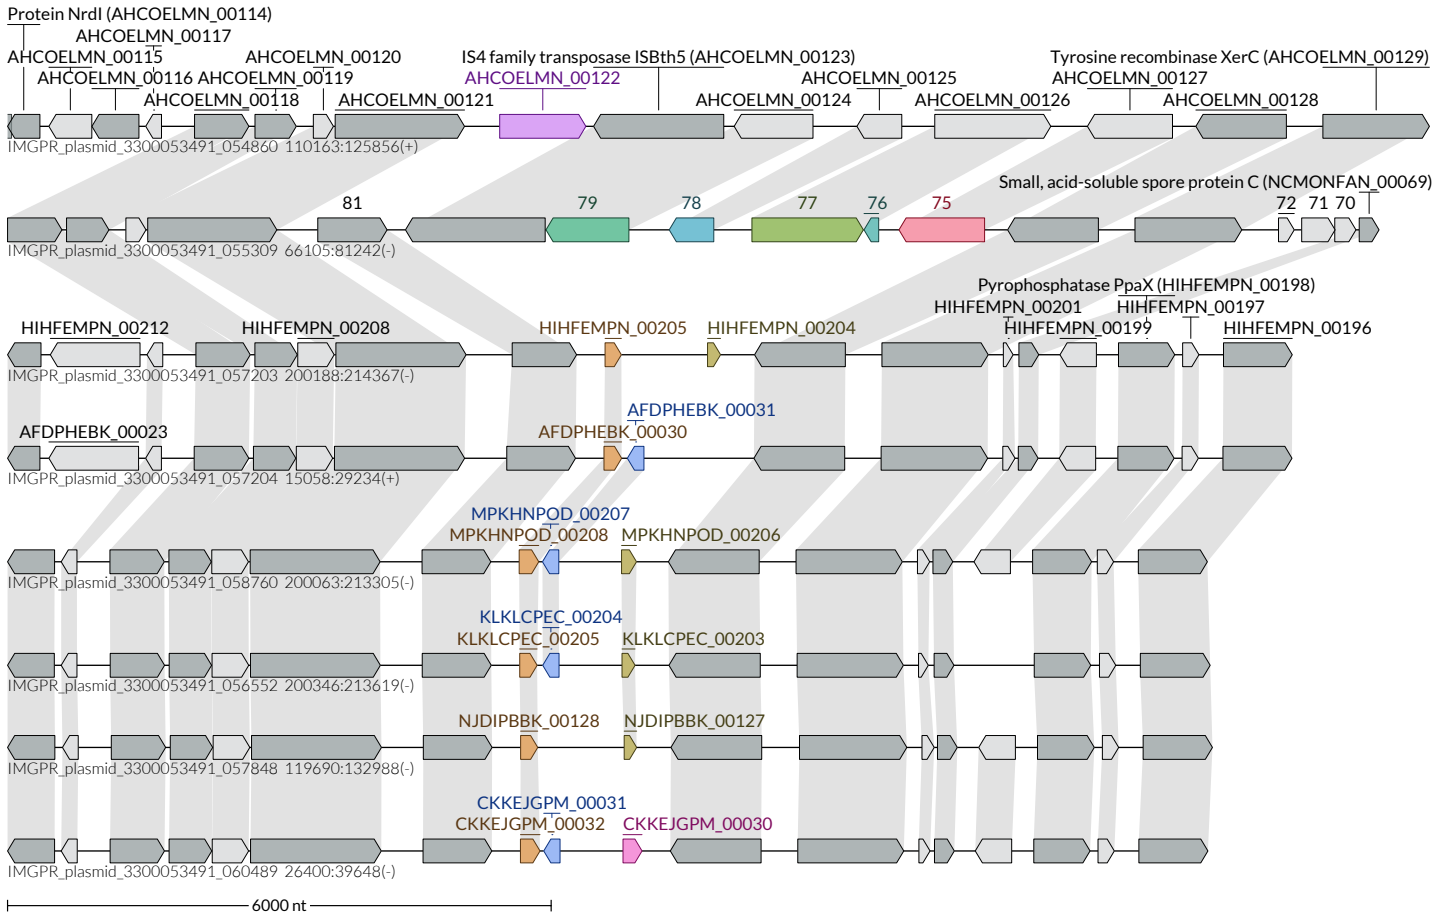 Protein NrdI (AHCOELMN_00114)
AHCOELMN_00117
AHCOELMN_00115 AHCOELMN_00120 IS4 family transposase ISBth5 (AHCOELMN_00123) Tyrosine recombinase XerC (AHCOELMN_00129)
AHCOELMN_00116 AHCOELMN_00119 AHCOELMN_00122 AHCOELMN_00125 AHCOELMN_00127
AHCOELMN_00118 AHCOELMN_00121 AHCOELMN_00124 AHCOELMN_00126 AHCOELMN_00128
IMGPR_plasmid_3300053491_054860 110163:125856(+)
Small, acid-soluble spore protein C (NCMONFAN_00069)
81 79 78 77 76 75 72 71 70
IMGPR_plasmid_3300053491_055309 66105:81242(-)
Pyrophosphatase PpaX (HIHFEMPN_00198)
HIHFEMPN_00201 HIHFEMPN_00197
HIHFEMPN_00212 HIHFEMPN_00208 HIHFEMPN_00205 HIHFEMPN_00204 HIHFEMPN_00199 HIHFEMPN_00196
IMGPR_plasmid_3300053491_057203 200188:214367(-)
AFDPHEBK_00031
AFDPHEBK_00023 AFDPHEBK_00030
IMGPR_plasmid_3300053491_057204 15058:29234(+)
MPKHNPOD_00207
MPKHNPOD_00208 MPKHNPOD_00206
IMGPR_plasmid_3300053491_058760 200063:213305(-)
KLKLCPEC_00204
KLKLCPEC_00205 KLKLCPEC_00203
IMGPR_plasmid_3300053491_056552 200346:213619(-)
NJDIPBBK_00128 NJDIPBBK_00127
IMGPR_plasmid_3300053491_057848 119690:132988(-)
CKKEJGPM_00031
CKKEJGPM_00032 CKKEJGPM_00030
IMGPR_plasmid_3300053491_060489 26400:39648(-)
6000 nt